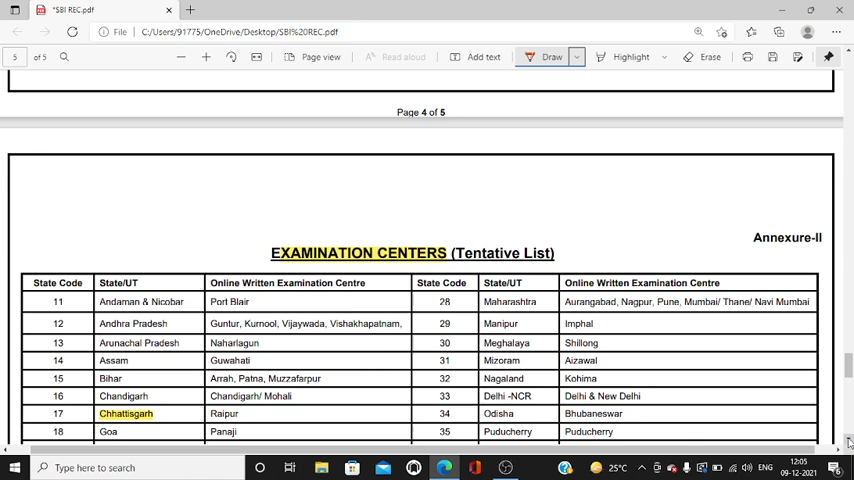 *SBI REC.pdf
File C:/Users/91775/OneDrive/Desktop/SBI%20REC.pdf
5 of 5 Page view Read aloud Add text Draw Highlight Erase
Page 4 of 5
Annexure-II
EXAMINATION CENTERS (Tentative List)
State Code State/UT Online Written Examination Centre State Code State/UT Online Written Examination Centre
11 Andaman & Nicobar Port Blair 28 Maharashtra Aurangabad, Nagpur, Pune, Mumbai/ Thane/ Navi Mumbai
12 Andhra Pradesh Guntur, Kurnool, Vijaywada, Vishakhapatnam, 29 Manipur Imphal
13 Arunachal Pradesh Naharlagun 30 Meghalaya Shillong
14 Assam Guwahati 31 Mizoram Aizawal
15 Bihar Arrah, Patna, Muzzafarpur 32 Nagaland Kohima
16 Chandigarh Chandigarh/ Mohali 33 Delhi -NCR Delhi & New Delhi
17 Chhattisgarh Raipur 34 Odisha Bhubaneswar
18 Goa Panaji 35 Puducherry Puducherry
Type here to search 25°C ENG 12:05
09-12-2021 6